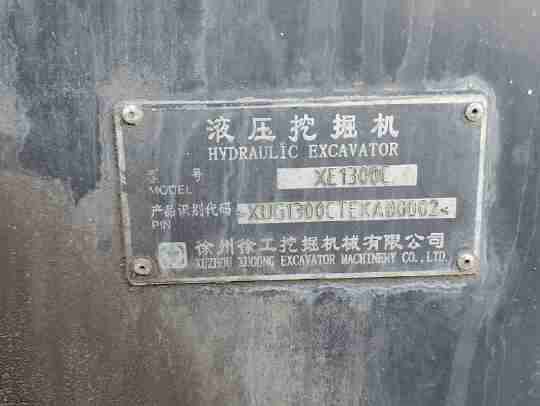 液压挖掘机
HYDRAULIC EXCAVATOR
型 号 XE1300C
MODEL
产品识别代码 >XUG1300CTEKA00002<
PIN
徐州徐工挖掘机械有限公司
XUZHOU XUGONG EXCAVATOR MACHINERY CO.,LTD.